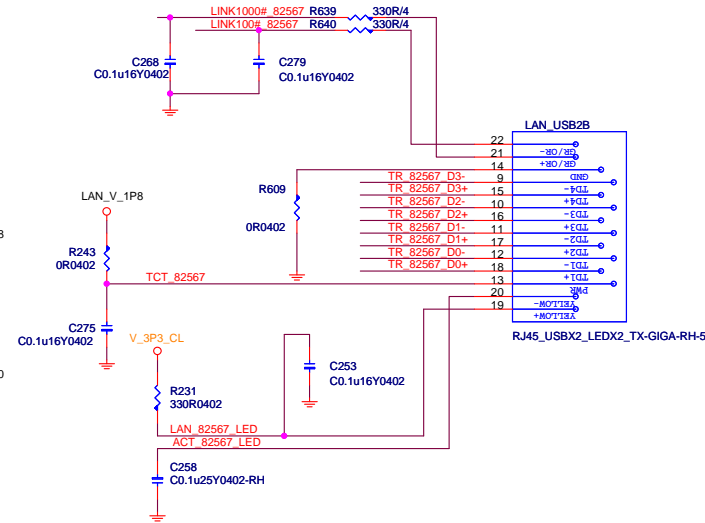 LINK1000#_82567 R639 330R/4
LINK100#_82567 R640 330R/4
C268
C0.1u16Y0402
C279
C0.1u16Y0402
LAN_USB2B
22
21 GR/OR-
14 GR/OR+
TR_82567_D3- 9 GND
TR_82567_D3+ 15 TD4-
TR_82567_D2- 10 TD4+
TR_82567_D2+ 16 TD3-
TR_82567_D1- 11 TD3+
TR_82567_D1+ 17 TD2-
TR_82567_D0- 12 TD2+
TR_82567_D0+ 18 TD1-
13 TD1+
20 PWR
19 YELLOW-
YELLOW+
RJ45_USBX2_LEDX2_TX-GIGA-RH-5
R609
0R0402
LAN_V_1P8
R243
0R0402
TCT_82567
C275
C0.1u16Y0402
V_3P3_CL
C253
C0.1u16Y0402
R231
330R0402
LAN_82567_LED
ACT_82567_LED
C258
C0.1u25Y0402-RH